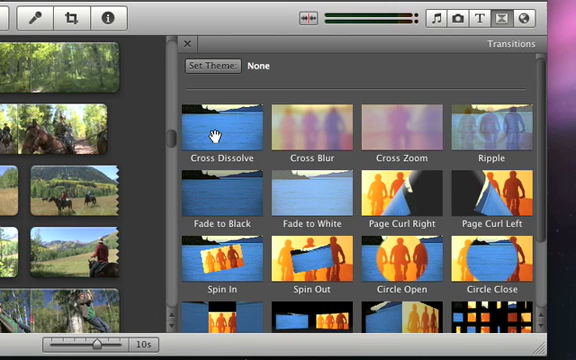 T
Transitions
Set Theme:
None
Cross Dissolve
Cross Blur
Cross Zoom
Ripple
Fade to Black
Fade to White
Page Curl Right
Page Curl Left
Spin In
Spin Out
Circle Open
Circle Close
10s